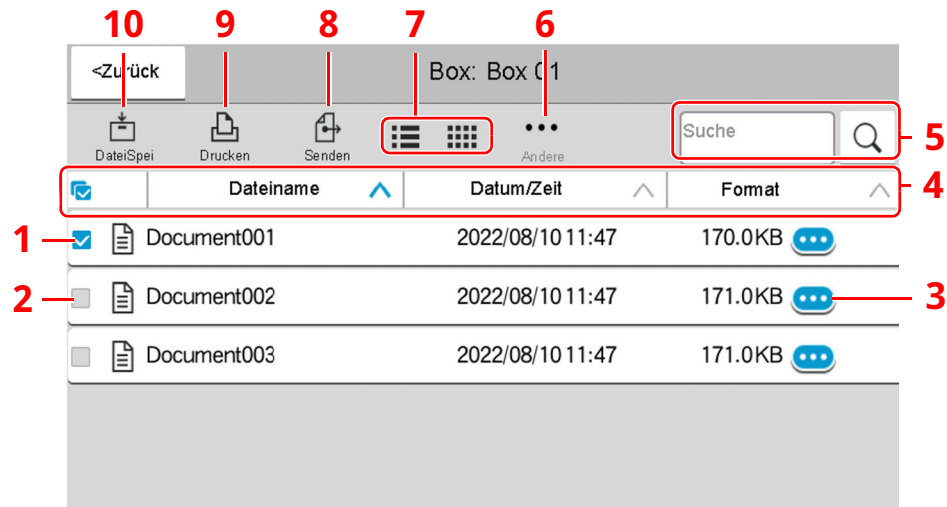 10 9 8 7 6
<Zurück Box: Box 01
Suche 5
DateiSpei Drucken Senden Andere
Dateiname Datum/Zeit Format 4
1 Document001 2022/08/10 11:47 170.0KB
2 Document002 2022/08/10 11:47 171.0KB 3
Document003 2022/08/10 11:47 171.0KB